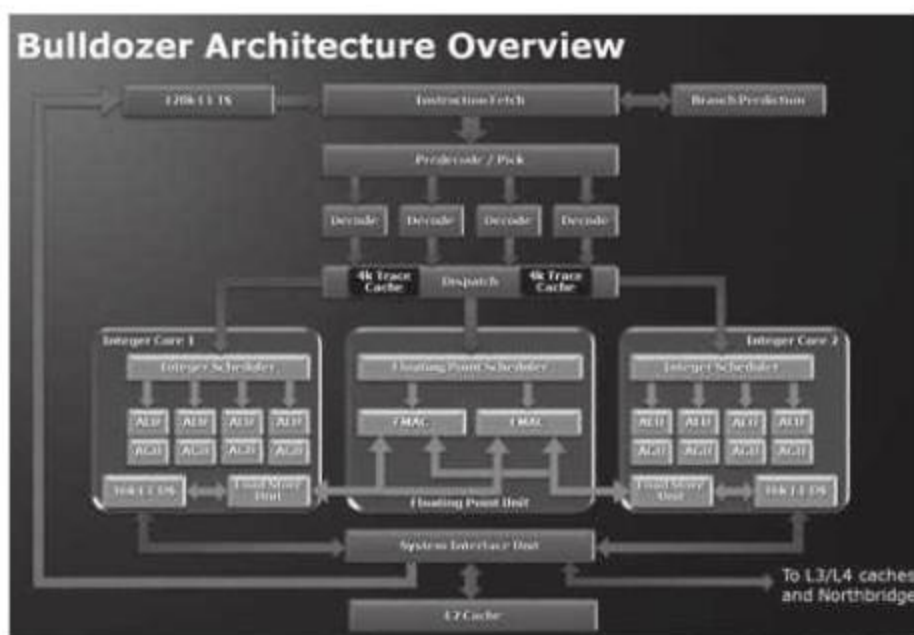 Bulldozer Architecture Overview
Instruction Fetch
Branch Prediction
Predecode / Pick
Decode Decode Decode Decode
4k Trace Cache Dispatch 4k Trace Cache
Integer Core 1
Integer Core 2
Integer Scheduler Floating Point Scheduler Integer Scheduler
ALU ALU ALU ALU
FMAC FMAC
ALU ALU ALU ALU
AGU AGU AGU AGU
AGU AGU AGU AGU
Load Store Unit
Floating Point Unit
Load Store Unit
System Interface Unit
To L3/L4 caches
and Northbridge
L2 Cache